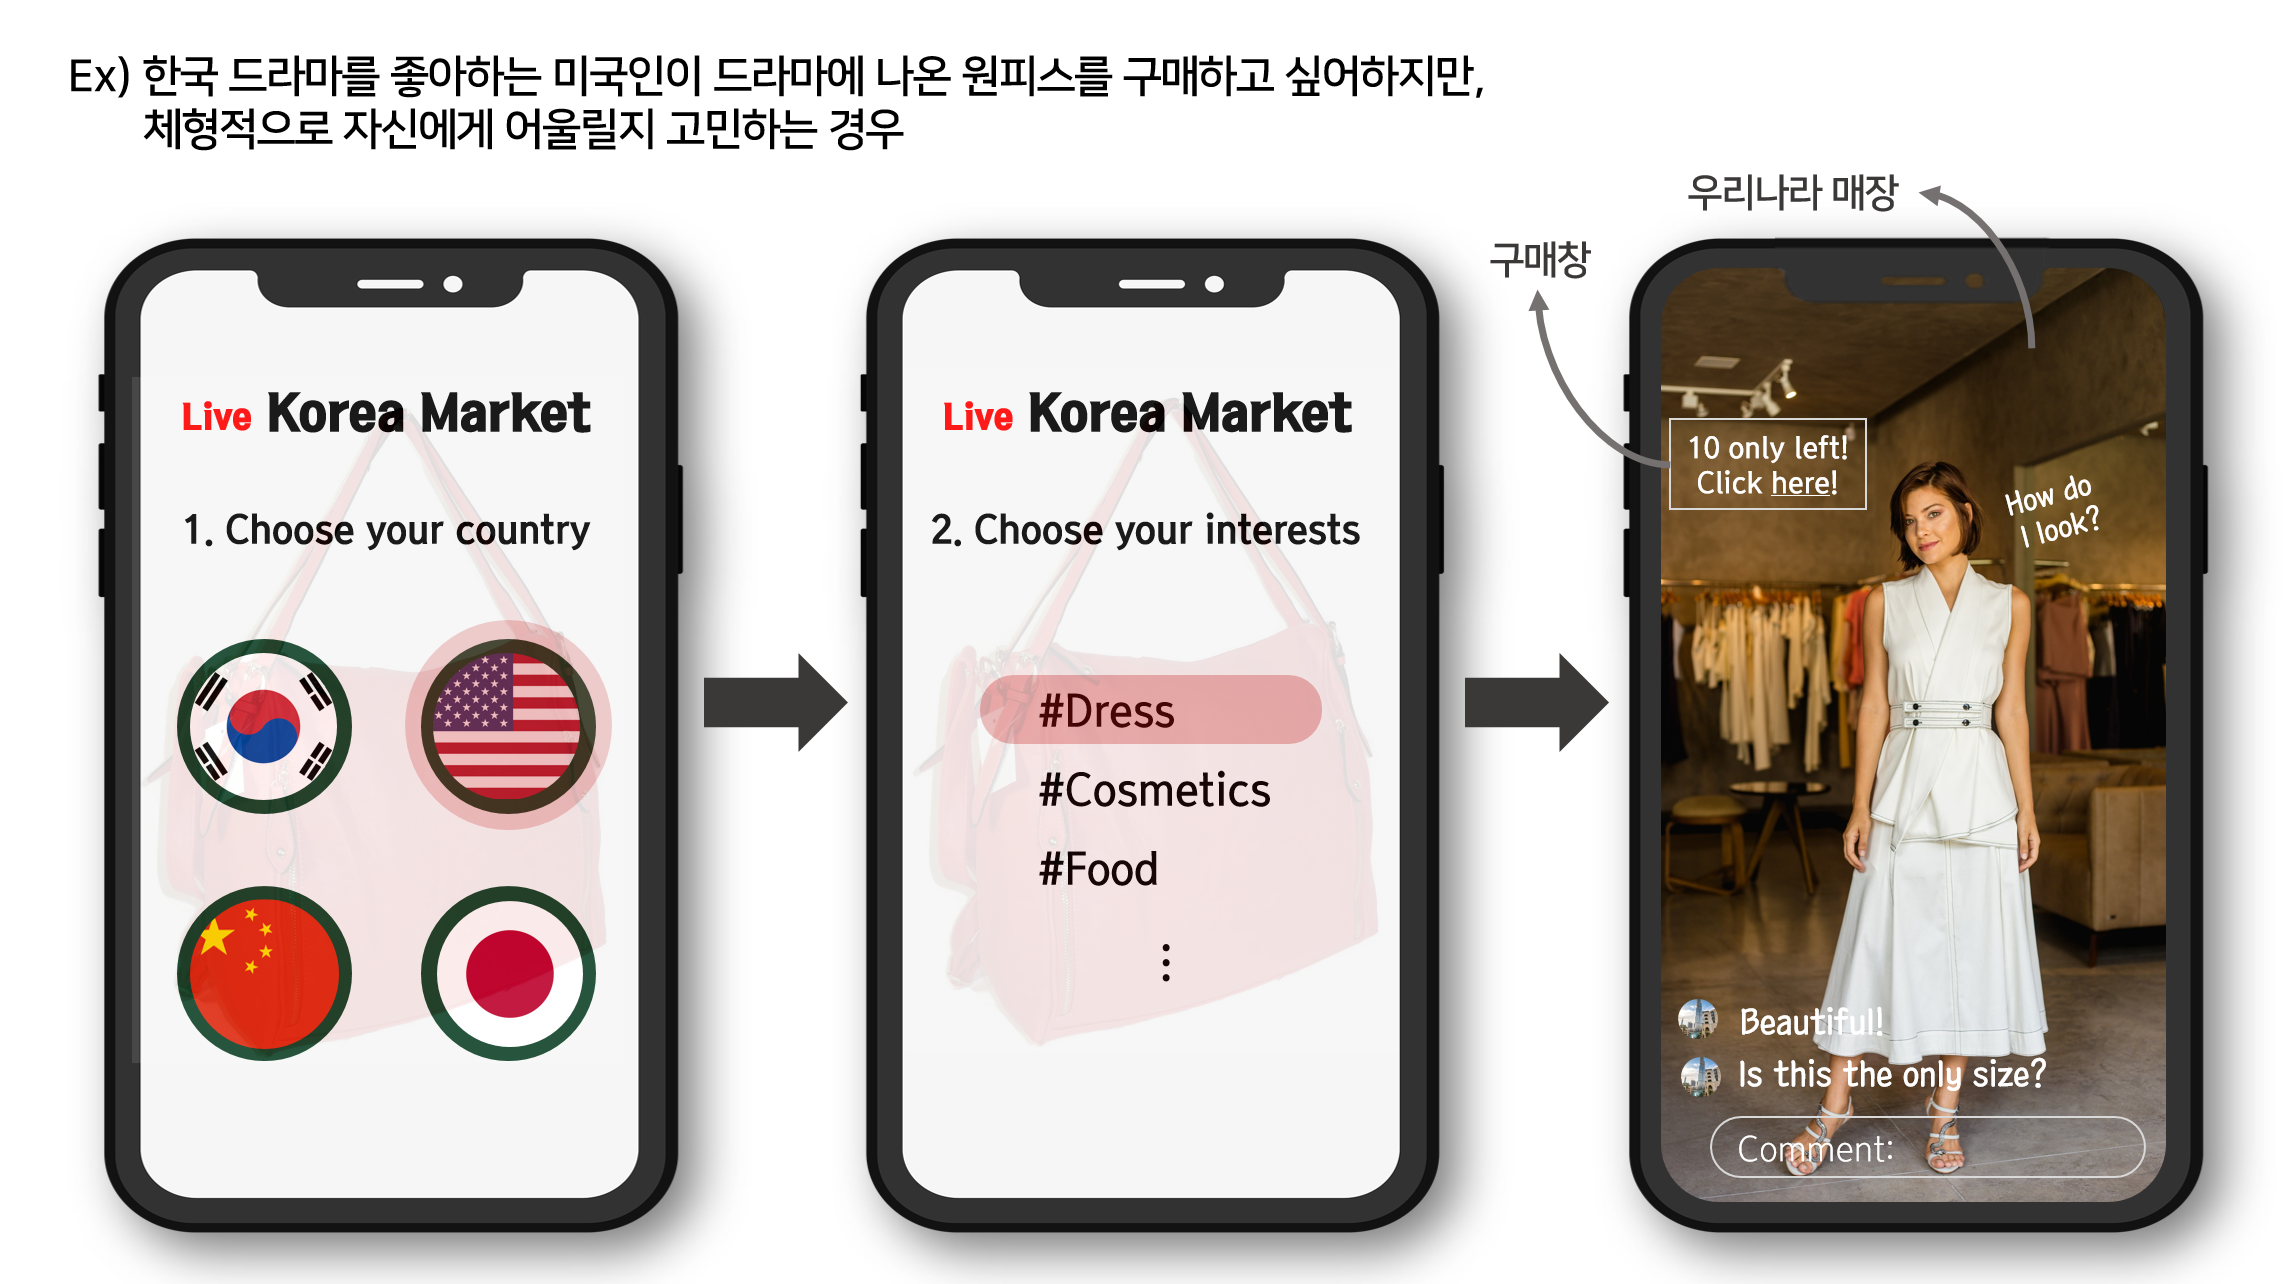 Ex) 한국 드라마를 좋아하는 미국인이 드라마에 나온 원피스를 구매하고 싶어하지만,
체형적으로 자신에게 어울릴지 고민하는 경우
Live Korea Market
1. Choose your country
Live Korea Market
2. Choose your interests
#Dress
#Cosmetics
#Food
⋮
우리나라 매장
구매창
10 only left!
Click here!
How do
I look?
Beautiful!
Is this the only size?
Comment: